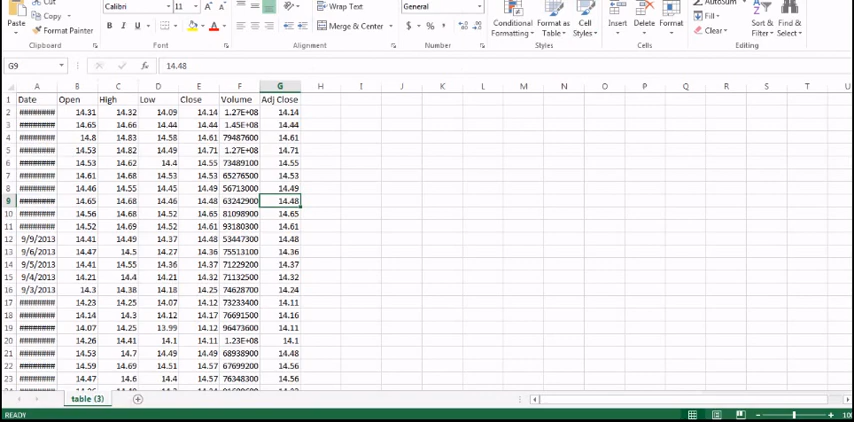 Cut AutoSum
Calibri 11 A A Wrap Text General
Paste Copy Fill
Format Painter B I U A Merge & Center $ % , Conditional Formatting Format as Table Cell Styles Insert Delete Format Clear Sort & Filter Find & Select
Clipboard Font Alignment Number Styles Cells Editing
G9 fx 14.48
A B C D E F G H I J K L M N O P Q R S T U
1 Date Open High Low Close Volume Adj Close
2 ######## 14.31 14.32 14.09 14.14 1.27E+08 14.14
3 ######## 14.65 14.66 14.44 14.44 1.45E+08 14.44
4 ######## 14.8 14.83 14.58 14.61 79487600 14.61
5 ######## 14.53 14.82 14.49 14.71 1.27E+08 14.71
6 ######## 14.53 14.62 14.4 14.55 73489100 14.55
7 ######## 14.61 14.68 14.53 14.53 65276500 14.53
8 ######## 14.46 14.55 14.45 14.49 56713000 14.49
9 ######## 14.65 14.68 14.46 14.48 63242900 14.48
10 ######## 14.56 14.68 14.52 14.65 81098900 14.65
11 ######## 14.52 14.69 14.52 14.61 93180300 14.61
12 9/9/2013 14.41 14.49 14.37 14.48 53447300 14.48
13 9/6/2013 14.47 14.5 14.27 14.36 75513100 14.36
14 9/5/2013 14.41 14.55 14.36 14.37 71229200 14.37
15 9/4/2013 14.21 14.4 14.21 14.32 71132500 14.32
16 9/3/2013 14.3 14.38 14.18 14.25 74628700 14.24
17 ######## 14.23 14.25 14.07 14.12 73233400 14.11
18 ######## 14.14 14.3 14.12 14.17 76691500 14.16
19 ######## 14.07 14.25 13.99 14.12 96473600 14.11
20 ######## 14.26 14.41 14.1 14.11 1.23E+08 14.1
21 ######## 14.53 14.7 14.49 14.49 68938900 14.48
22 ######## 14.59 14.69 14.51 14.57 67699200 14.56
23 ######## 14.47 14.6 14.4 14.57 76348300 14.56
table (3)
READY 100